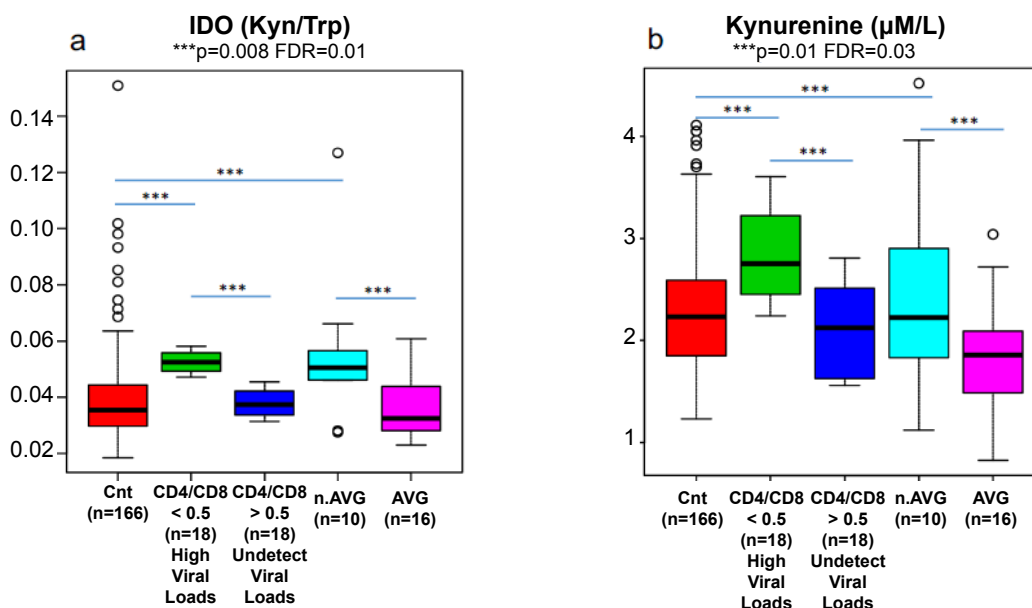 IDO (Kyn/Trp)
a
***p=0.008 FDR=0.01
0.14
0.12
0.10
0.08
0.06
0.04
0.02
***
***
***
***
Cnt
(n=166)
CD4/CD8
< 0.5
(n=18)
High
Viral
Loads
CD4/CD8
> 0.5
(n=18)
Undetect
Viral
Loads
n.AVG
(n=10)
AVG
(n=16)
Kynurenine (µM/L)
b
***p=0.01 FDR=0.03
4
3
2
1
***
***
***
***
Cnt
(n=166)
CD4/CD8
< 0.5
(n=18)
High
Viral
Loads
CD4/CD8
> 0.5
(n=18)
Undetect
Viral
Loads
n.AVG
(n=10)
AVG
(n=16)